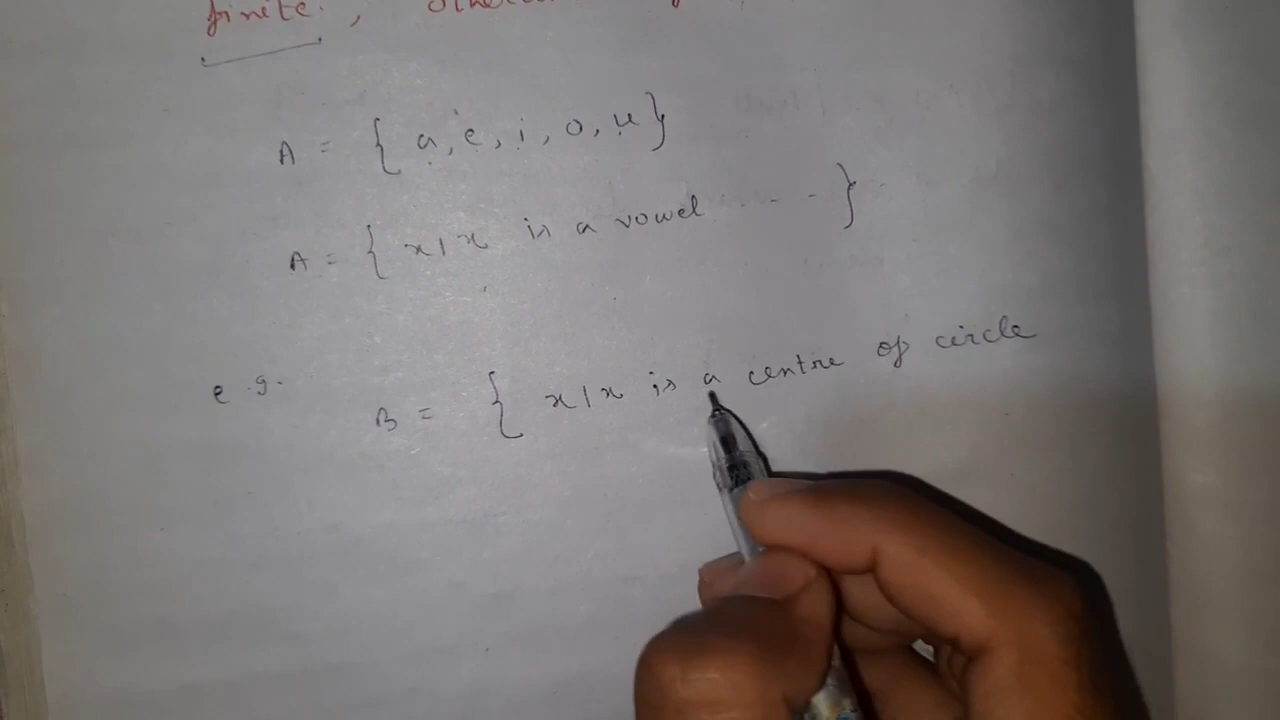 finite,
A = { a, e, i, o, u }
A = { x | x is a vowel - - - - }
e.g. B = { x | x is a centre of circle